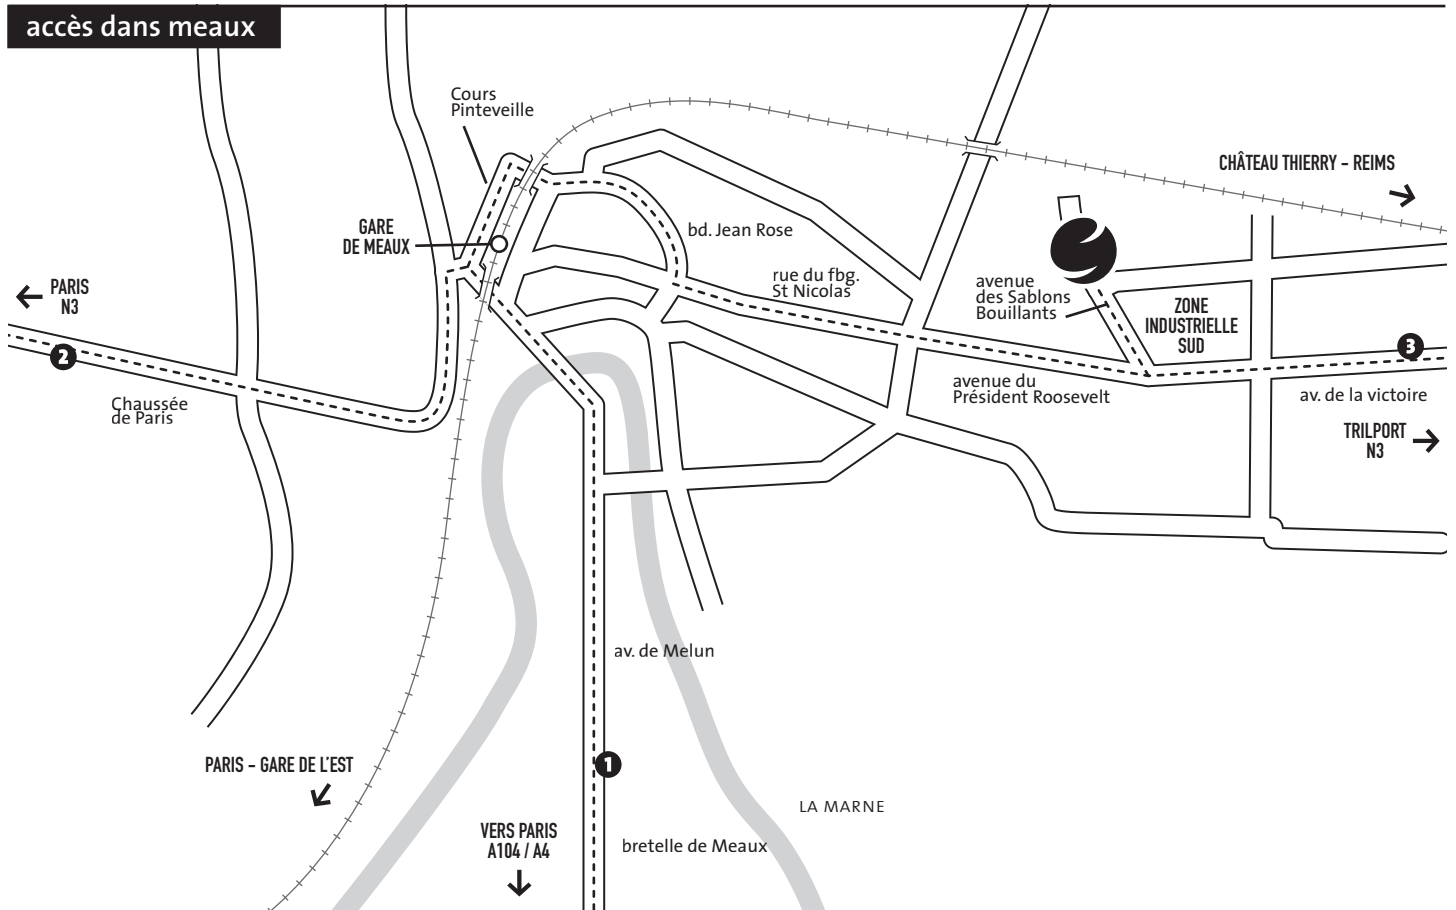 accès dans meaux
Cours
Pinteveille
CHÂTEAU THIERRY – REIMS
GARE
DE MEAUX
bd. Jean Rose
rue du fbg.
St Nicolas
avenue
des Sablons
Bouillants
ZONE
INDUSTRIELLE
SUD
PARIS
N3
2
3
Chaussée
de Paris
avenue du
Président Roosevelt
av. de la victoire
TRILPORT
N3
av. de Melun
PARIS – GARE DE L'EST
1
LA MARNE
VERS PARIS
A104 / A4
bretelle de Meaux